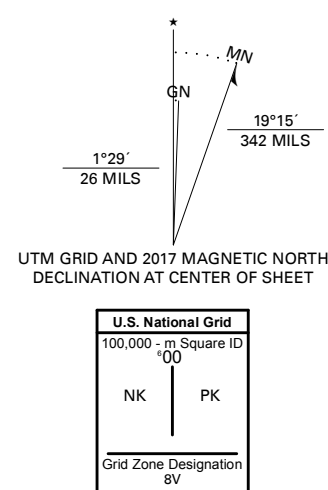 ★
MN
GN
19°15´
342 MILS
1°29´
26 MILS
UTM GRID AND 2017 MAGNETIC NORTH
DECLINATION AT CENTER OF SHEET
U.S. National Grid
100,000 - m Square ID
⁶00
NK PK
Grid Zone Designation
8V